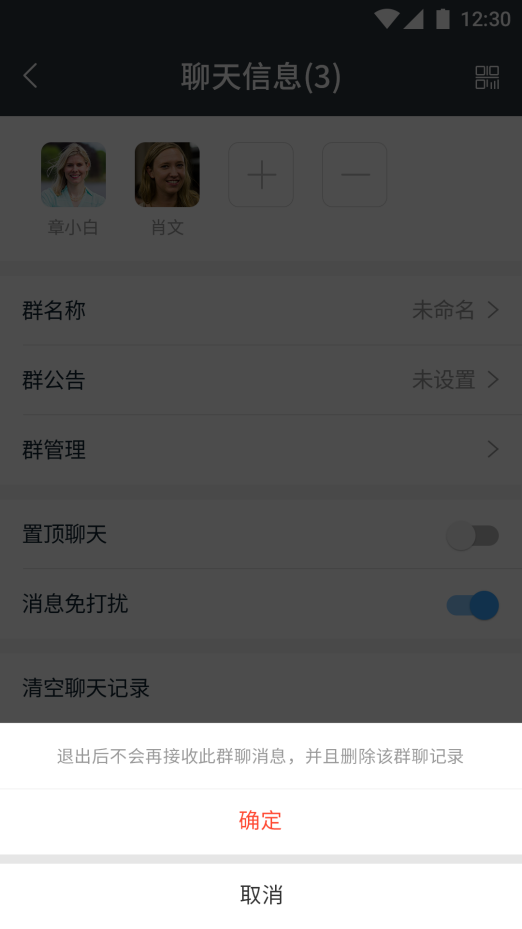 12:30
聊天信息(3)
章小白 肖文
群名称 未命名
群公告 未设置
群管理
置顶聊天
消息免打扰
清空聊天记录
退出后不会再接收此群聊消息，并且删除该群聊记录
确定
取消